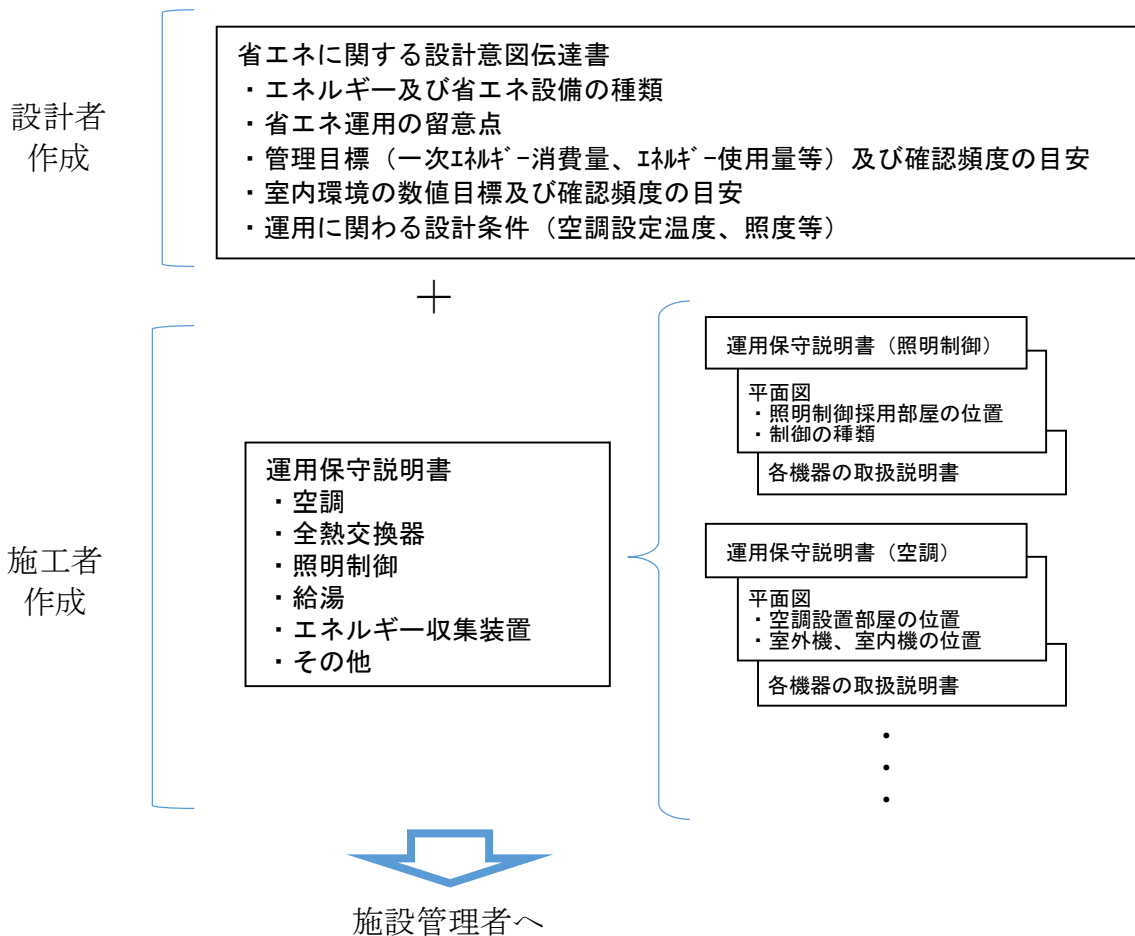 設計者
作成
省エネに関する設計意図伝達書
・エネルギー及び省エネ設備の種類
・省エネ運用の留意点
・管理目標（一次ｴﾈﾙｷﾞｰ消費量、ｴﾈﾙｷﾞｰ使用量等）及び確認頻度の目安
・室内環境の数値目標及び確認頻度の目安
・運用に関わる設計条件（空調設定温度、照度等）
＋
施工者
作成
運用保守説明書
・空調
・全熱交換器
・照明制御
・給湯
・エネルギー収集装置
・その他
運用保守説明書（照明制御）
平面図
・照明制御採用部屋の位置
・制御の種類
各機器の取扱説明書
運用保守説明書（空調）
平面図
・空調設置部屋の位置
・室外機、室内機の位置
各機器の取扱説明書
・
・
・
施設管理者へ